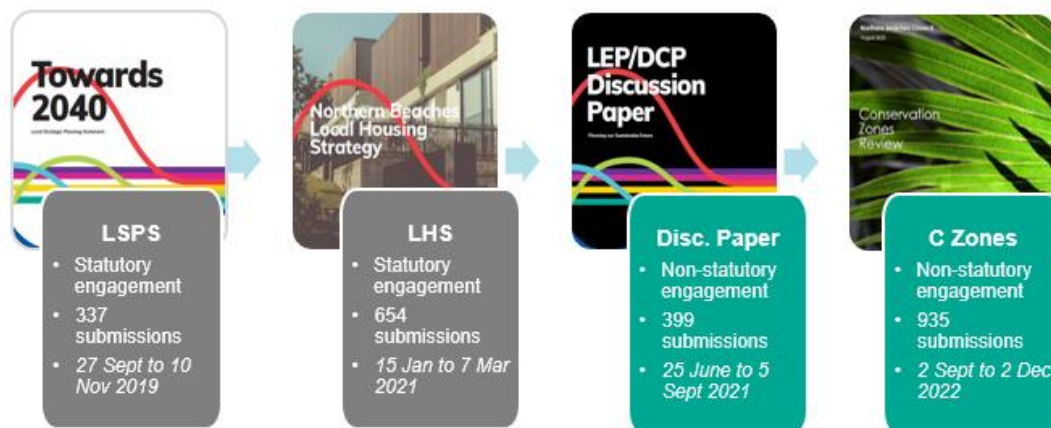 Towards
2040
Local Strategic Planning Statement
LSPS
• Statutory
engagement
• 337
submissions
• 27 Sept to 10
Nov 2019
Northern Beaches
Local Housing
Strategy
LHS
• Statutory
engagement
• 654
submissions
• 15 Jan to 7 Mar
2021
LEP/DCP
Discussion
Paper
Planning our Sustainable Future
Disc. Paper
• Non-statutory
engagement
• 399
submissions
• 25 June to 5
Sept 2021
Northern Beaches Council
Conservation
Zones
Review
C Zones
• Non-statutory
engagement
• 935
submissions
• 2 Sept to 2 Dec
2022